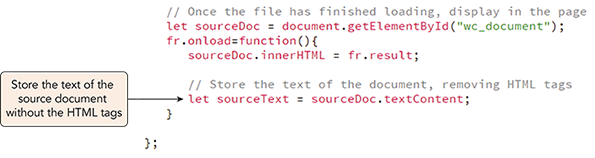 // Once the file has finished loading, display in the page
let sourceDoc = document.getElementById("wc_document");
fr.onload=function(){
sourceDoc.innerHTML = fr.result;
// Store the text of the document, removing HTML tags
let sourceText = sourceDoc.textContent;
}
};
Store the text of the
source document
without the HTML tags